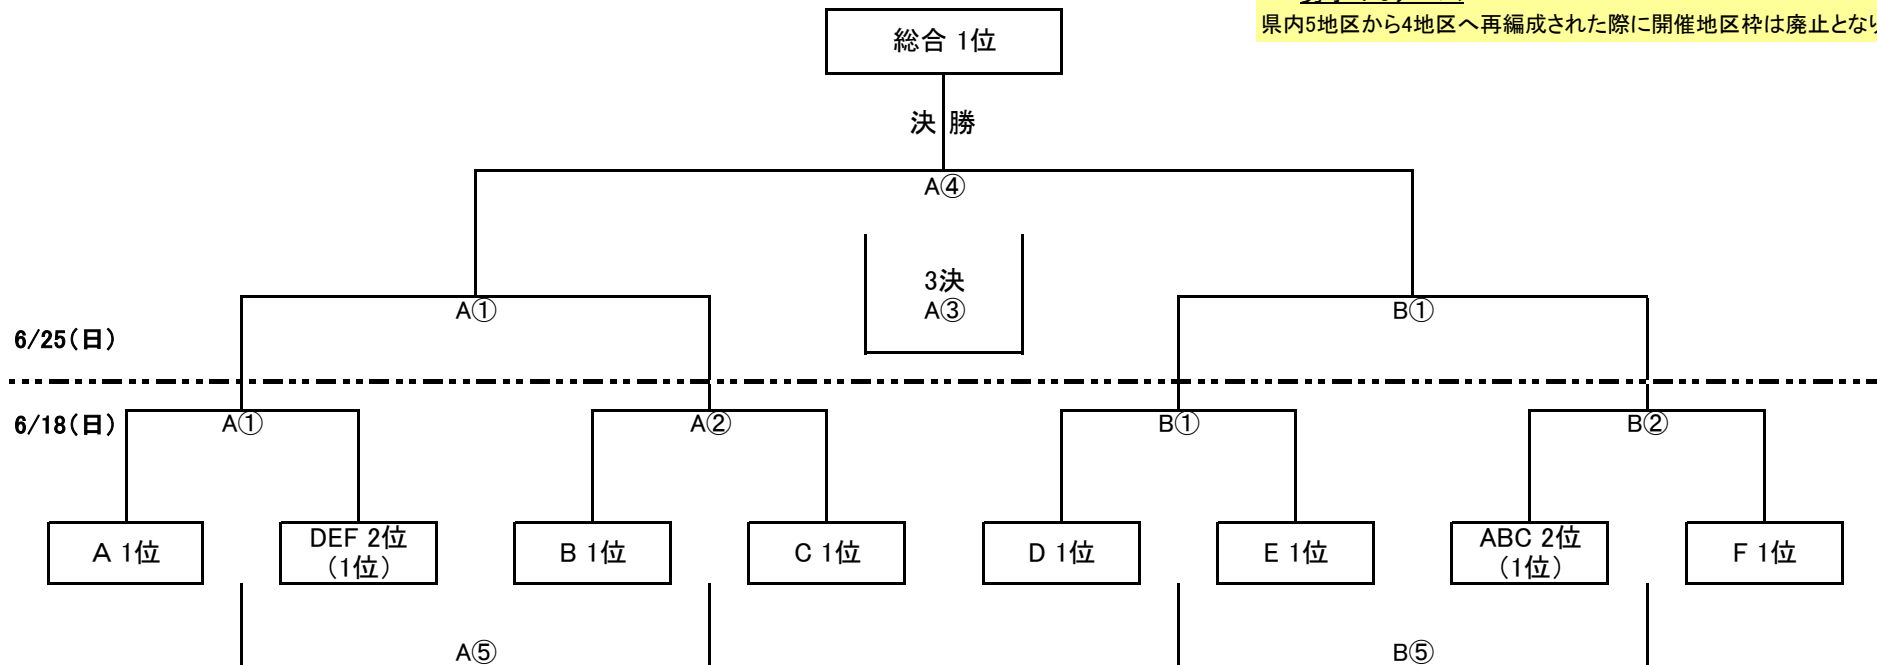 県内5地区から4地区へ再編成された際に開催地区枠は廃止とな
総合 1位
決 勝
A④
3決
A③
A①
B①
6/25(日)
6/18(日)
A①
A②
B①
B②
A 1位
DEF 2位
(1位)
B 1位
C 1位
D 1位
E 1位
ABC 2位
(1位)
F 1位
A⑤
B⑤